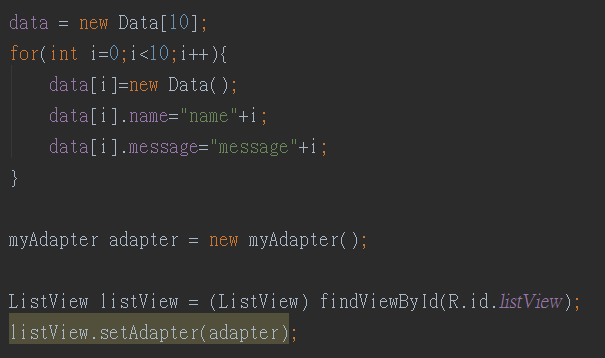 data = new Data[10];
for(int i=0;i<10;i++){
    data[i]=new Data();
    data[i].name="name"+i;
    data[i].message="message"+i;
}

myAdapter adapter = new myAdapter();

ListView listView = (ListView) findViewById(R.id.listView);
listView.setAdapter(adapter);